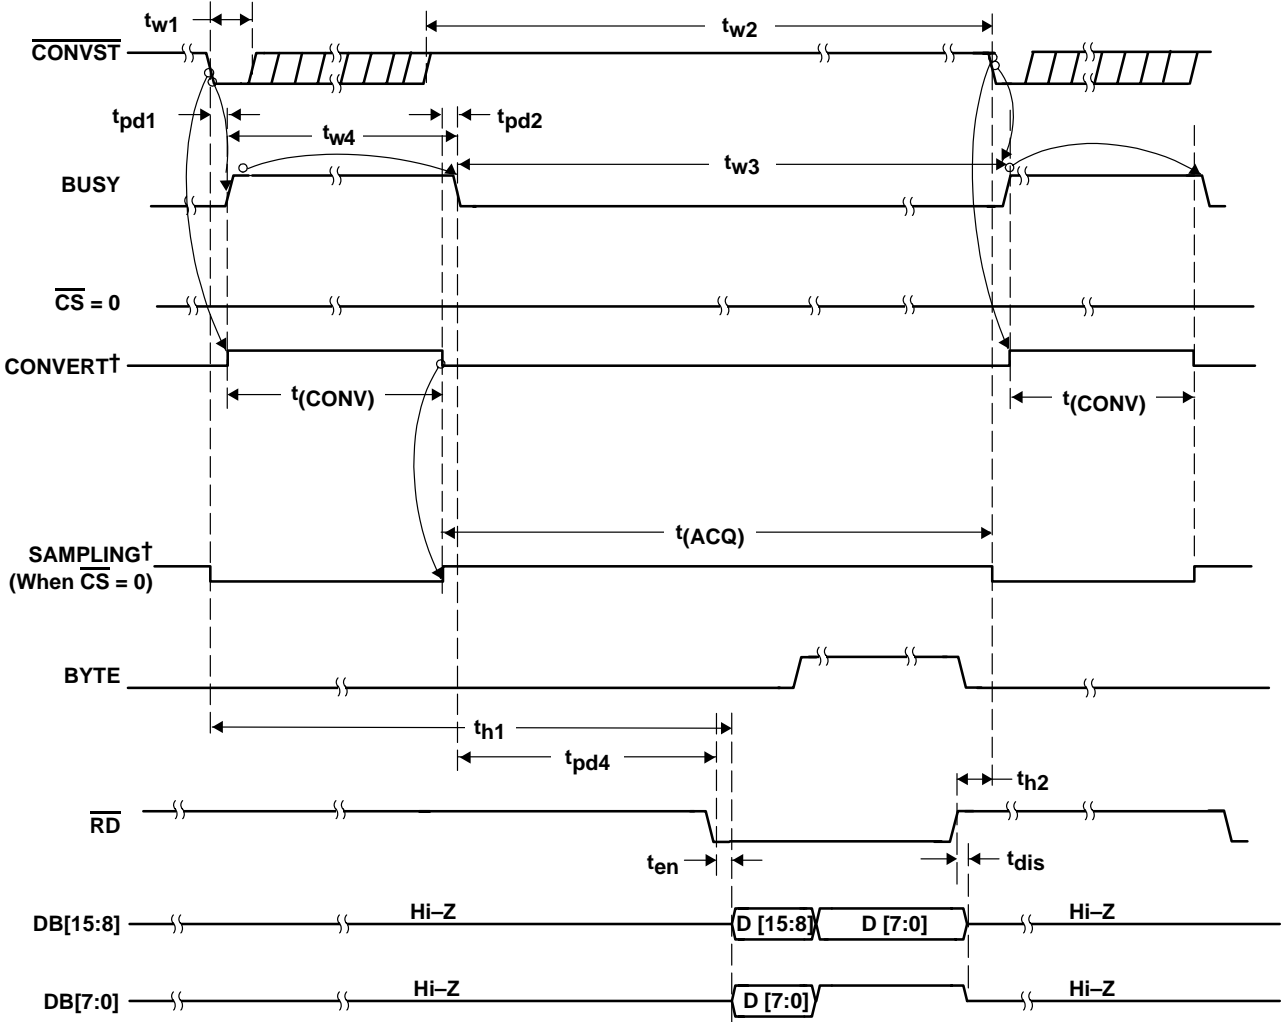 tw1
tw2
CONVST
tpd1
tw4
tpd2
tw3
BUSY
CS = 0
CONVERT†
t(CONV)
t(CONV)
t(ACQ)
SAMPLING†
(When CS = 0)
BYTE
th1
tpd4
th2
RD
ten
tdis
DB[15:8]
Hi–Z
D [15:8]
D [7:0]
Hi–Z
DB[7:0]
Hi–Z
D [7:0]
Hi–Z